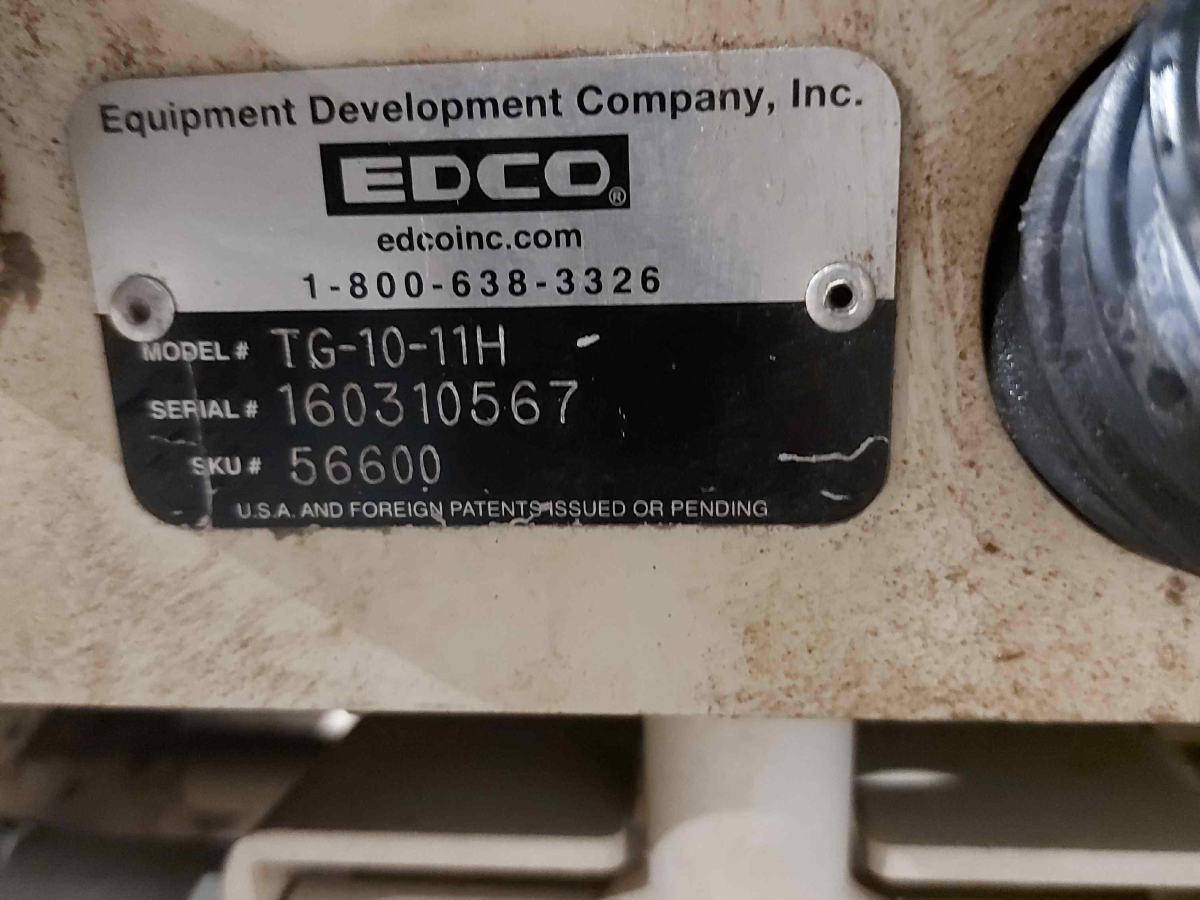 Equipment Development Company, Inc.
EDCO®
edcoinc.com
1-800-638-3326
MODEL # TG-10-11H
SERIAL # 160310567
SKU # 56600
U.S.A. AND FOREIGN PATENTS ISSUED OR PENDING